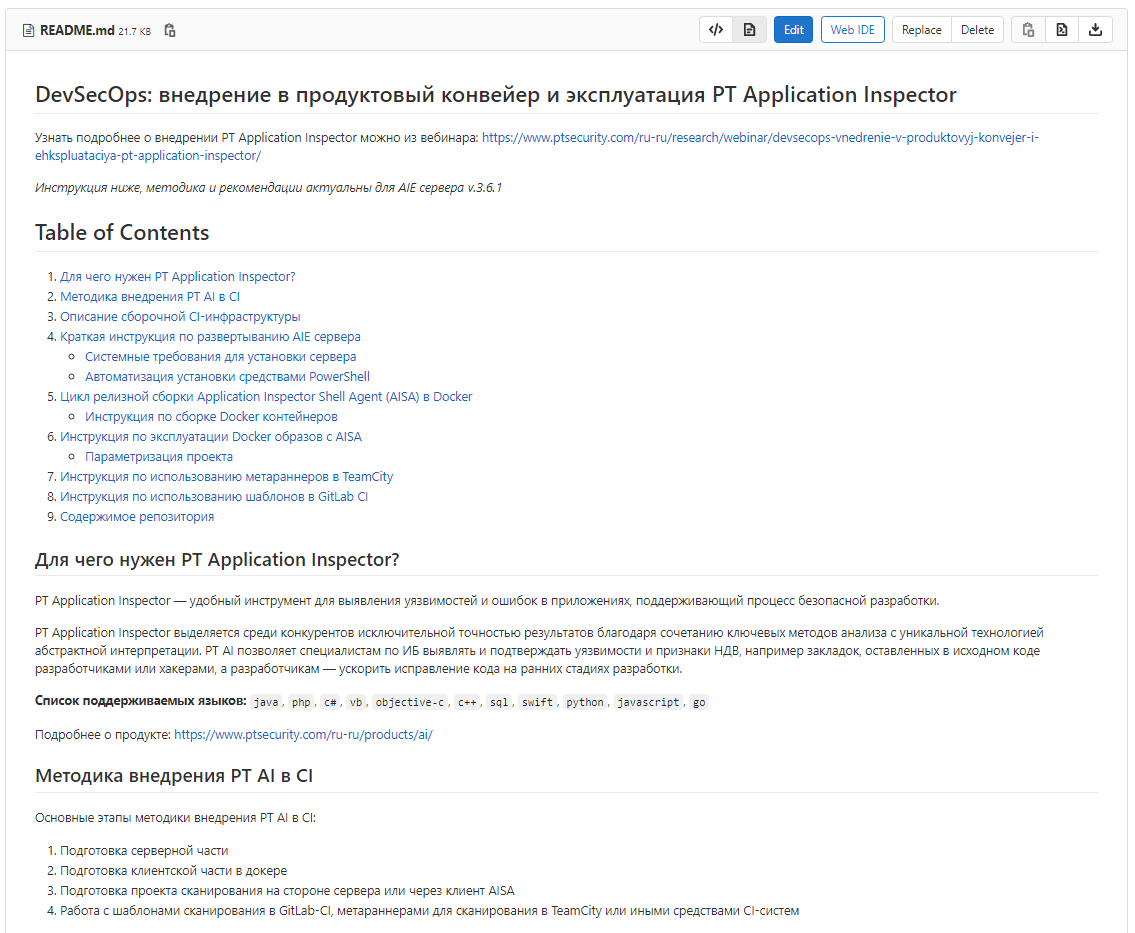 README.md 21.7 KB
Edit
Web IDE
Replace
Delete
DevSecOps: внедрение в продуктовый конвейер и эксплуатация PT Application Inspector
Узнать подробнее о внедрении PT Application Inspector можно из вебинара: https://www.ptsecurity.com/ru-ru/research/webinar/devsecops-vnedrenie-v-produktovyj-konvejer-i-
ehkspluataciya-pt-application-inspector/
Инструкция ниже, методика и рекомендации актуальны для AIE сервера v.3.6.1
Table of Contents
1. Для чего нужен PT Application Inspector?
2. Методика внедрения PT AI в CI
3. Описание сборочной CI-инфраструктуры
4. Краткая инструкция по развертыванию AIE сервера
Системные требования для установки сервера
Автоматизация установки средствами PowerShell
5. Цикл релизной сборки Application Inspector Shell Agent (AISA) в Docker
Инструкция по сборке Docker контейнеров
6. Инструкция по эксплуатации Docker образов с AISA
Параметризация проекта
7. Инструкция по использованию метараннеров в TeamCity
8. Инструкция по использованию шаблонов в GitLab CI
9. Содержимое репозитория
Для чего нужен PT Application Inspector?
PT Application Inspector — удобный инструмент для выявления уязвимостей и ошибок в приложениях, поддерживающий процесс безопасной разработки.
PT Application Inspector выделяется среди конкурентов исключительной точностью результатов благодаря сочетанию ключевых методов анализа с уникальной технологией
абстрактной интерпретации. PT AI позволяет специалистам по ИБ выявлять и подтверждать уязвимости и признаки НДВ, например закладок, оставленных в исходном коде
разработчиками или хакерами, а разработчикам — ускорить исправление кода на ранних стадиях разработки.
Список поддерживаемых языков: java, php, c#, vb, objective-c, c++, sql, swift, python, javascript, go
Подробнее о продукте: https://www.ptsecurity.com/ru-ru/products/ai/
Методика внедрения PT AI в CI
Основные этапы методики внедрения PT AI в CI:
1. Подготовка серверной части
2. Подготовка клиентской части в докере
3. Подготовка проекта сканирования на стороне сервера или через клиент AISA
4. Работа с шаблонами сканирования в GitLab-CI, метараннерами для сканирования в TeamCity или иными средствами CI-систем